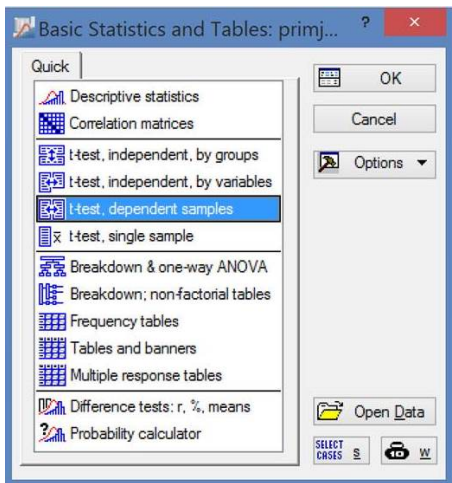 Basic Statistics and Tables: primj... ? ×
Quick
Descriptive statistics
Correlation matrices
t-test, independent, by groups
t-test, independent, by variables
t-test, dependent samples
t-test, single sample
Breakdown & one-way ANOVA
Breakdown; non-factorial tables
Frequency tables
Tables and banners
Multiple response tables
Difference tests: r, %, means
Probability calculator
OK
Cancel
Options
Open Data
SELECT
CASES S
W